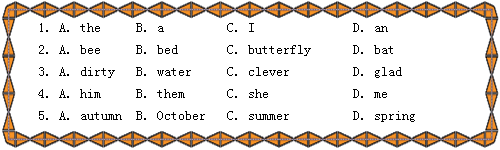 1. A. the B. a C. I D. an
2. A. bee B. bed C. butterfly D. bat
3. A. dirty B. water C. clever D. glad
4. A. him B. them C. she D. me
5. A. autumn B. October C. summer D. spring